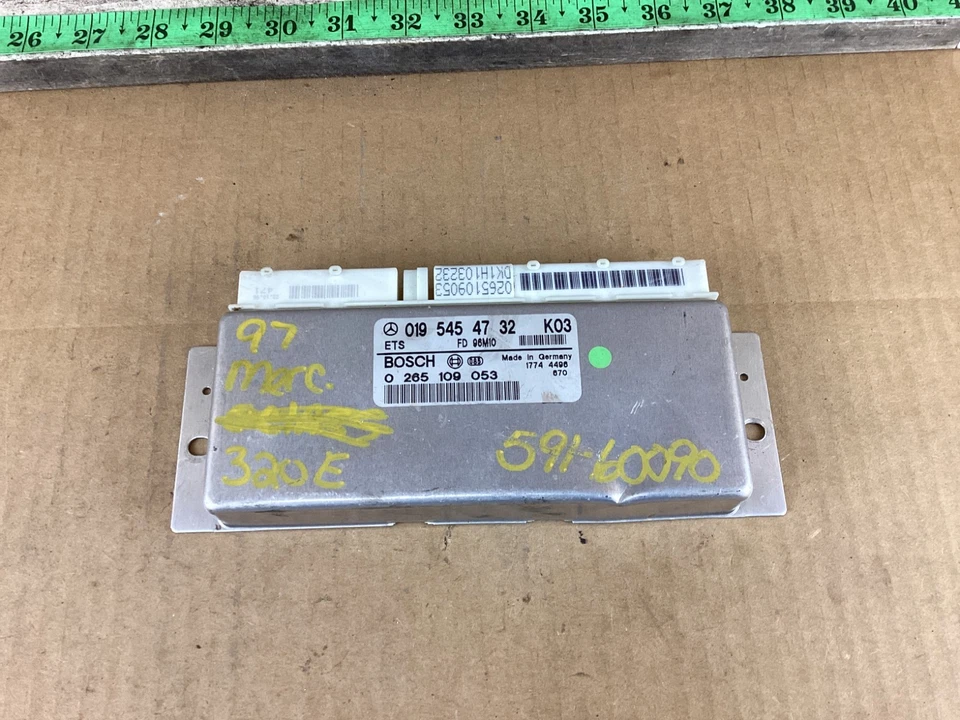 26 27 28 29 30 31 32 33 34 35 36 37 38 39 40
0265109053
DK1H103232
019 545 47 32 K03
ETS FD 96M10
BOSCH Made in Germany
1774 4496
0 265 109 053 670
97
Merc.
320E
591-60090